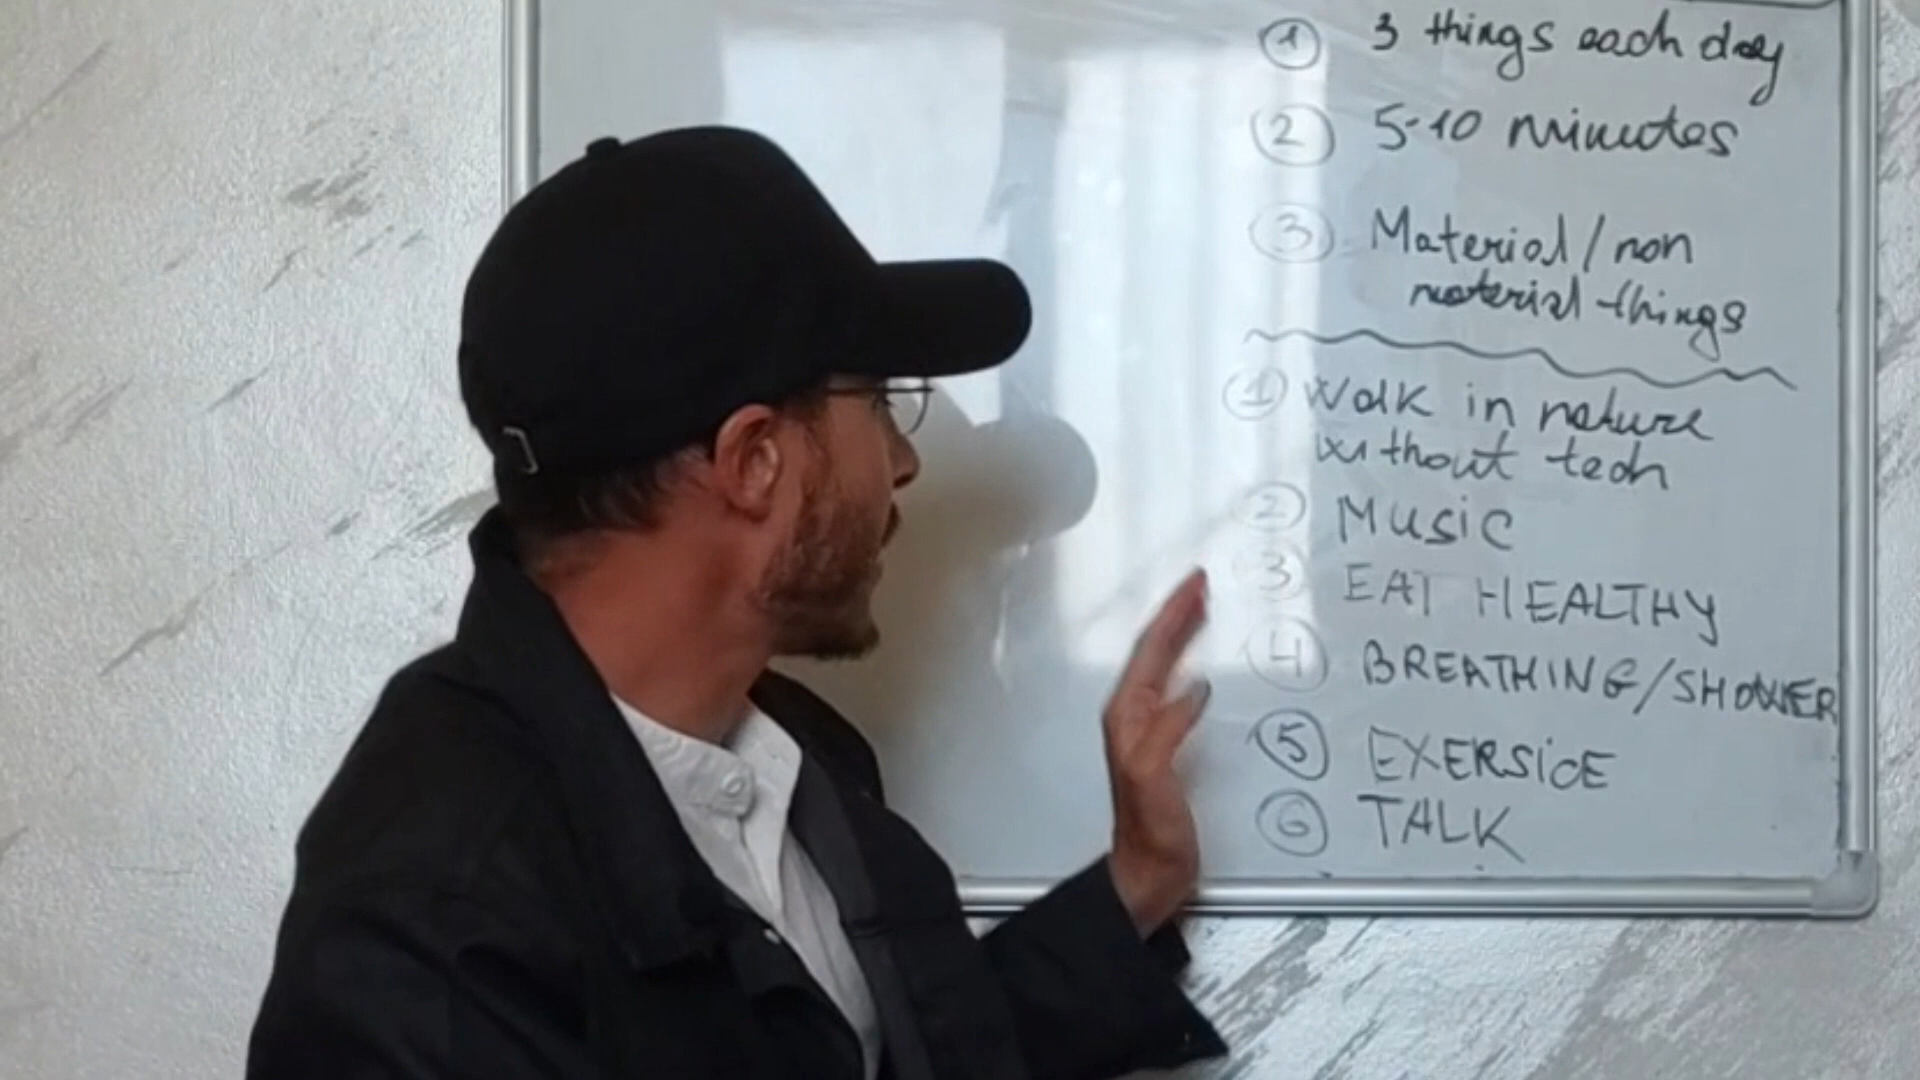 1 3 things each day
2 5-10 minutes
3 Material/non
material things
1 Walk in nature
without tech
2 MUSIC
3 EAT HEALTHY
4 BREATHING/SHOWER
5 EXERSICE
6 TALK